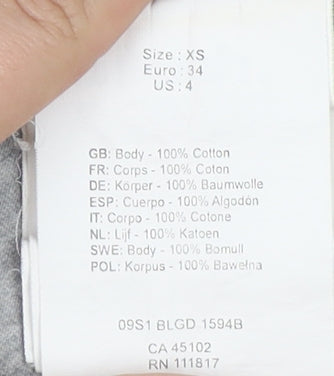 Size : XS
Euro : 34
US : 4
GB: Body - 100% Cotton
FR: Corps - 100% Coton
DE: Körper - 100% Baumwolle
ESP: Cuerpo - 100% Algodón
IT: Corpo - 100% Cotone
NL: Lijf - 100% Katoen
SWE: Body - 100% Bomull
POL: Korpus - 100% Bawełna
09S1 BLGD 1594B
CA 45102
RN 111817